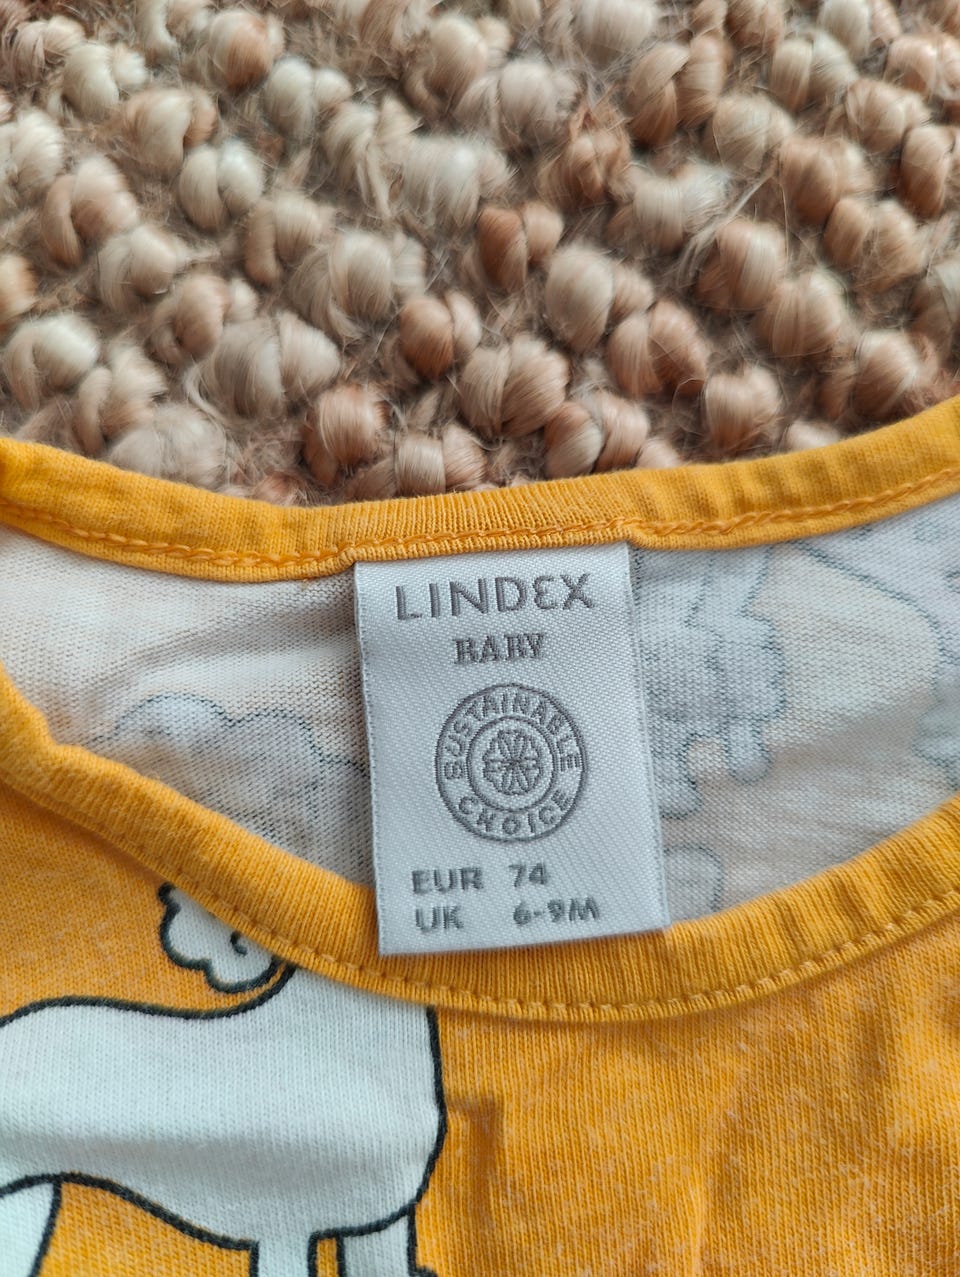 LINDEX
BABY
SUSTAINABLE
CHOICE
EUR 74
UK 6-9M